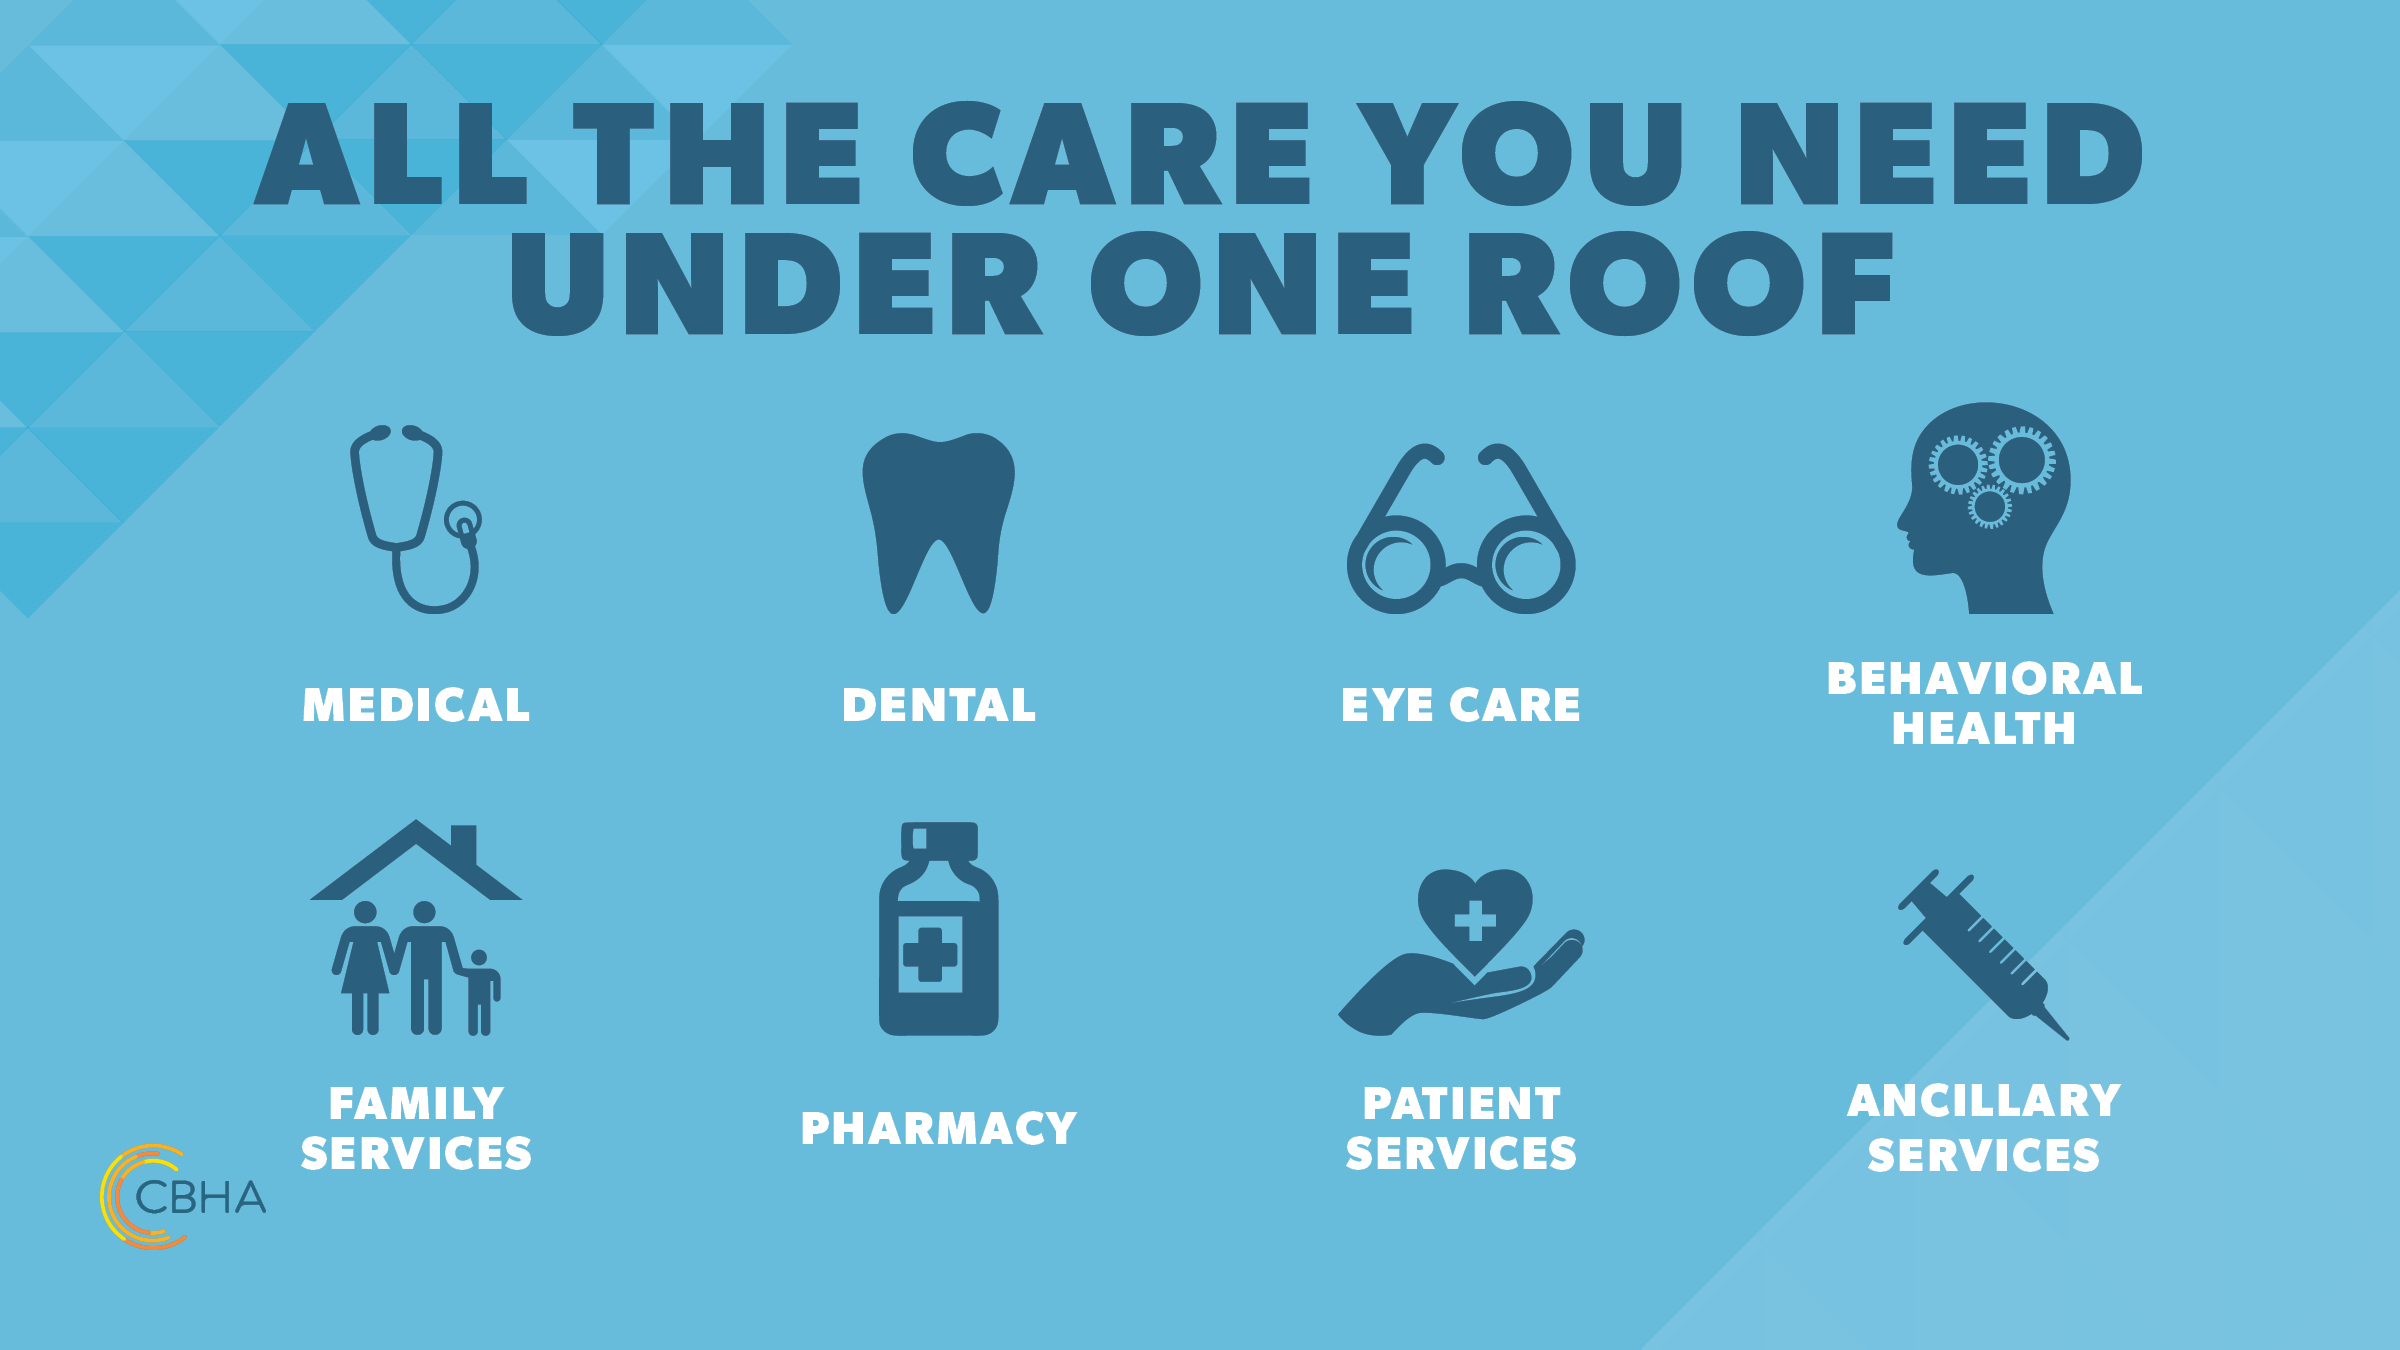 ALL THE CARE YOU NEED
UNDER ONE ROOF
MEDICAL
DENTAL
EYE CARE
BEHAVIORAL
HEALTH
FAMILY
SERVICES
PHARMACY
PATIENT
SERVICES
ANCILLARY
SERVICES
CBHA